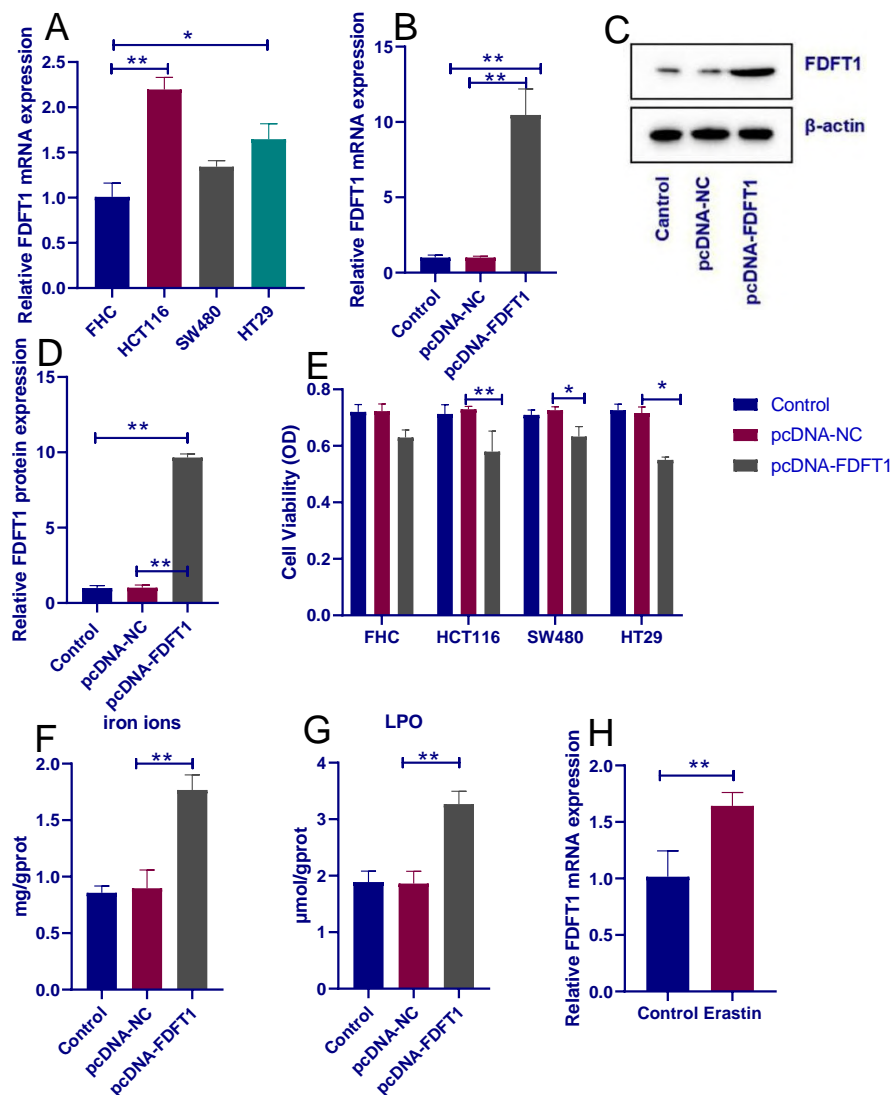 A
Relative FDFT1 mRNA expression
2.5
2.0
1.5
1.0
0.5
0.0
*
**
FHC
HCT116
SW480
HT29
B
Relative FDFT1 mRNA expression
15
10
5
0
**
**
Control
pcDNA-NC
pcDNA-FDFT1
C
FDFT1
β-actin
Cantrol
pcDNA-NC
pcDNA-FDFT1
D
Relative FDFT1 protein expression
15
10
5
0
**
**
Control
pcDNA-NC
pcDNA-FDFT1
E
Cell Viability (OD)
0.8
0.6
0.4
0.2
0.0
**
*
*
FHC
HCT116
SW480
HT29
Control
pcDNA-NC
pcDNA-FDFT1
F
iron ions
mg/gprot
2.0
1.5
1.0
0.5
0.0
**
Control
pcDNA-NC
pcDNA-FDFT1
G
LPO
μmol/gprot
4
3
2
1
0
**
Control
pcDNA-NC
pcDNA-FDFT1
H
Relative FDFT1 mRNA expression
2.0
1.5
1.0
0.5
0.0
**
Control Erastin